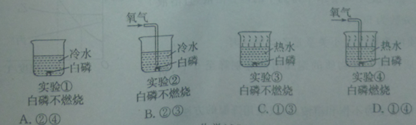 氧气
氧气
冷水
白磷
冷水
白磷
热水
白磷
热水
白磷
实验① 实验② 实验③ 实验④
白磷不燃烧 白磷不燃烧 白磷不燃烧 白磷燃烧
A. ②④ B. ②③ C. ①③ D. ①④